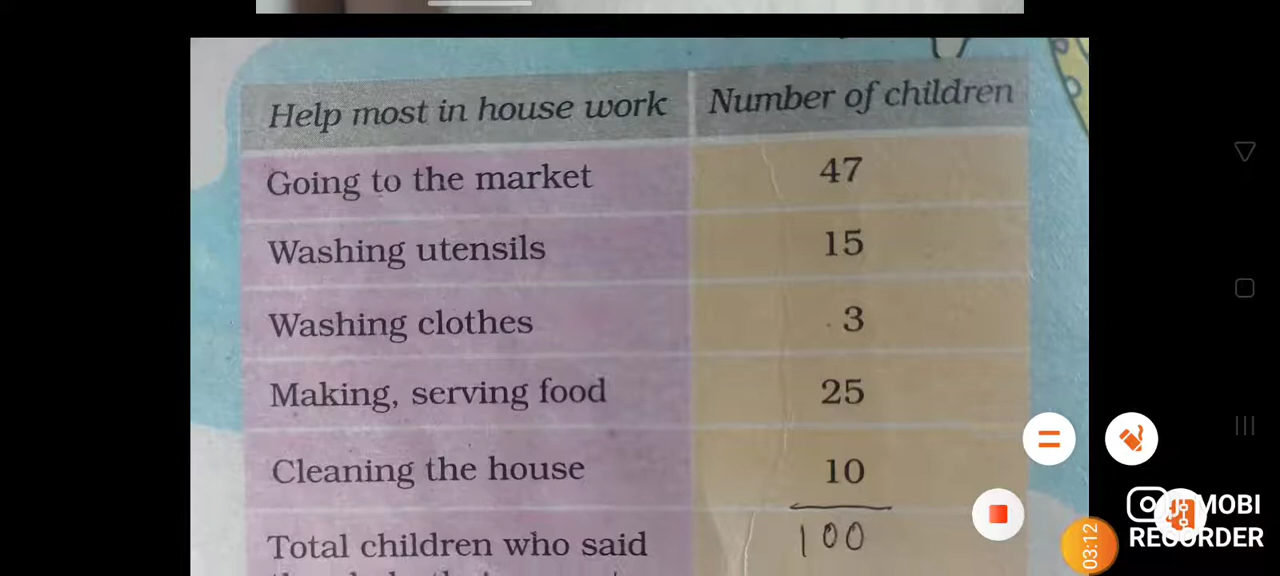 Help most in house work Number of children
Going to the market 47
Washing utensils 15
Washing clothes 3
Making, serving food 25
Cleaning the house 10
Total children who said 100
03:12
MOBI
RECORDER